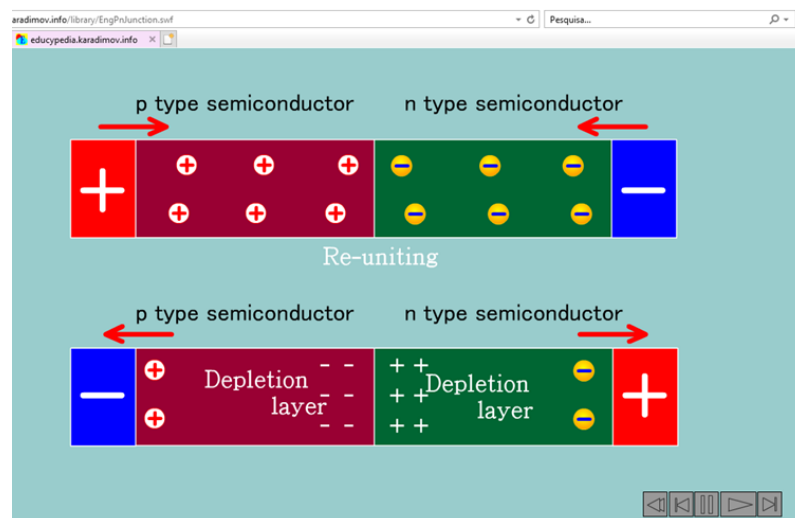 aradimov.info/library/EngPnJunction.swf
Pesquisa...
educypedia.karadimov.info
p type semiconductor n type semiconductor
+ + + + - - - -
+ + + - - -
Re-uniting
p type semiconductor n type semiconductor
+ - - + + -
- Depletion - - + + Depletion +
layer layer
+ - - + + -